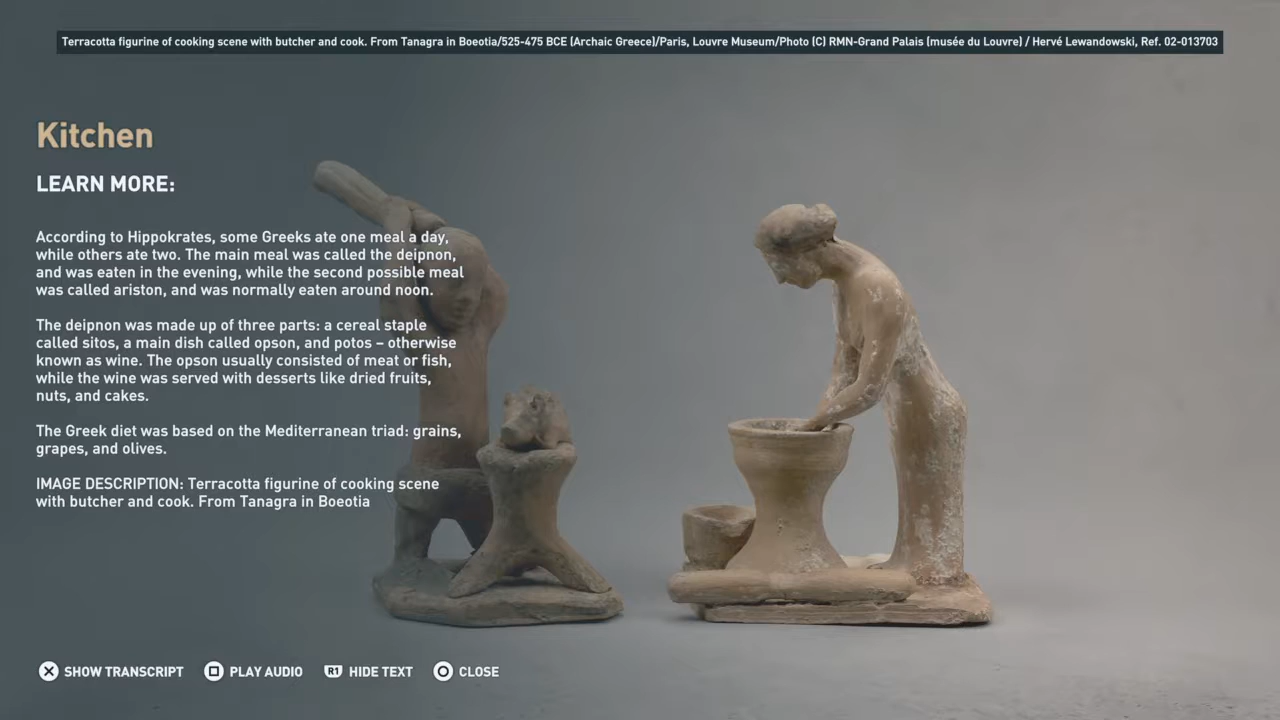 Terracotta figurine of cooking scene with butcher and cook. From Tanagra in Boeotia/525-475 BCE (Archaic Greece)/Paris, Louvre Museum/Photo (C) RMN-Grand Palais (musée du Louvre) / Hervé Lewandowski, Ref. 02-013703
Kitchen
LEARN MORE:
According to Hippokrates, some Greeks ate one meal a day,
while others ate two. The main meal was called the deipnon,
and was eaten in the evening, while the second possible meal
was called ariston, and was normally eaten around noon.
The deipnon was made up of three parts: a cereal staple
called sitos, a main dish called opson, and potos – otherwise
known as wine. The opson usually consisted of meat or fish,
while the wine was served with desserts like dried fruits,
nuts, and cakes.
The Greek diet was based on the Mediterranean triad: grains,
grapes, and olives.
IMAGE DESCRIPTION: Terracotta figurine of cooking scene
with butcher and cook. From Tanagra in Boeotia
SHOW TRANSCRIPT PLAY AUDIO R1 HIDE TEXT CLOSE